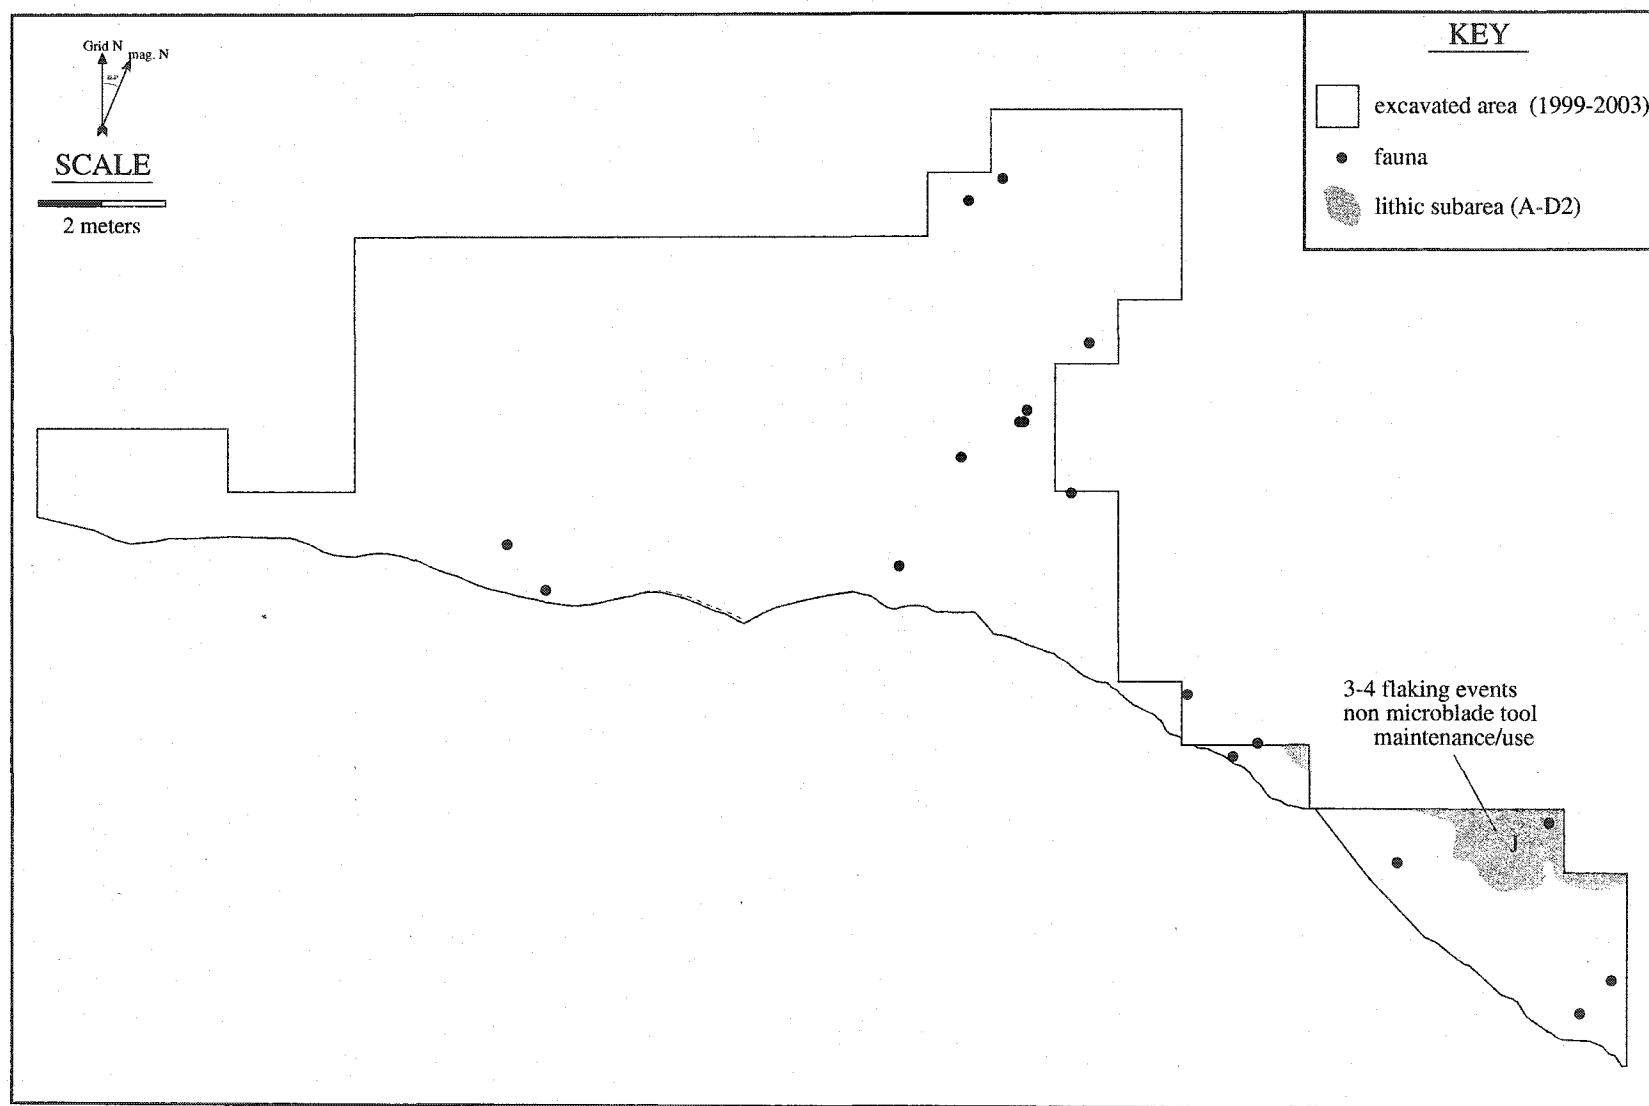 Grid N
mag. N
SCALE
2 meters
KEY
excavated area (1999-2003)
fauna
lithic subarea (A-D2)
3-4 flaking events
non microblade tool
maintenance/use
J